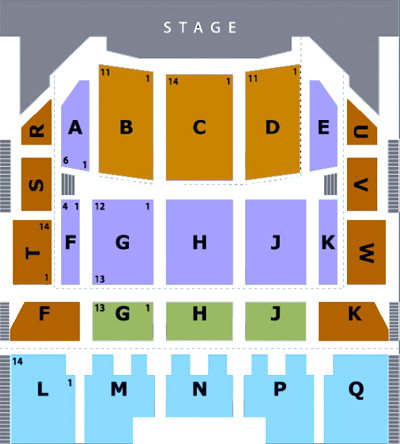 STAGE
11 1 14 1 11 1
A B C D E
6 1
R U
S V
4 1 12 1
14
F G H J K
T W
1 13
F 13 G 1 H J K
14
L 1 M N P Q